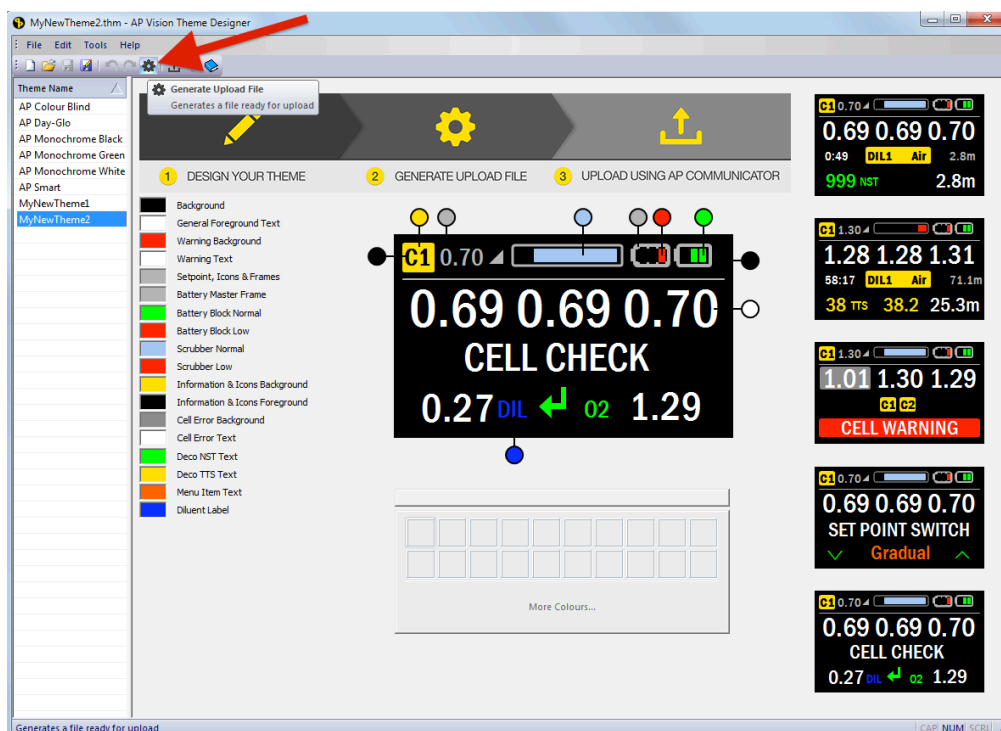 MyNewTheme2.thm - AP Vision Theme Designer
File Edit Tools Help
Theme Name
AP Colour Blind
AP Day-Glo
AP Monochrome Black
AP Monochrome Green
AP Monochrome White
AP Smart
MyNewTheme1
MyNewTheme2
Generate Upload File
Generates a file ready for upload
1 DESIGN YOUR THEME
2 GENERATE UPLOAD FILE
3 UPLOAD USING AP COMMUNICATOR
Background
General Foreground Text
Warning Background
Warning Text
Setpoint, Icons & Frames
Battery Master Frame
Battery Block Normal
Battery Block Low
Scrubber Normal
Scrubber Low
Information & Icons Background
Information & Icons Foreground
Cell Error Background
Cell Error Text
Deco NST Text
Deco TTS Text
Menu Item Text
Diluent Label
C1 0.70
0.69 0.69 0.70
CELL CHECK
0.27 DIL O2 1.29
More Colours...
C1 0.70
0.69 0.69 0.70
0:49 DIL1 Air 2.8m
999 NST 2.8m
C1 1.30
1.28 1.28 1.31
58:17 DIL1 Air 71.1m
38 TTS 38.2 25.3m
C1 1.30
1.01 1.30 1.29
C1 C2
CELL WARNING
C1 0.70
0.69 0.69 0.70
SET POINT SWITCH
Gradual
C1 0.70
0.69 0.69 0.70
CELL CHECK
0.27 DIL O2 1.29
Generates a file ready for upload
CAP NUM SCRL